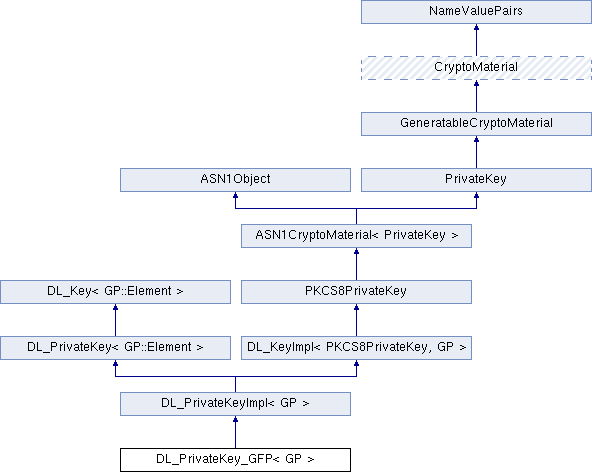 NameValuePairs
CryptoMaterial
GeneratableCryptoMaterial
ASN1Object
PrivateKey
ASN1CryptoMaterial< PrivateKey >
DL_Key< GP::Element >
PKCS8PrivateKey
DL_PrivateKey< GP::Element >
DL_KeyImpl< PKCS8PrivateKey, GP >
DL_PrivateKeyImpl< GP >
DL_PrivateKey_GFP< GP >